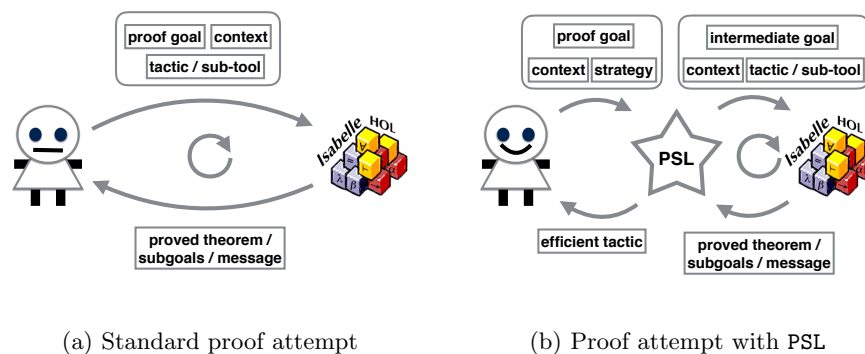 proof goal context
tactic / sub-tool
Isabelle
HOL
∀
=
λ β α
proved theorem /
subgoals / message
(a) Standard proof attempt
proof goal
context strategy
intermediate goal
context tactic / sub-tool
PSL
Isabelle
HOL
∀
=
λ β α
efficient tactic
proved theorem /
subgoals / message
(b) Proof attempt with PSL